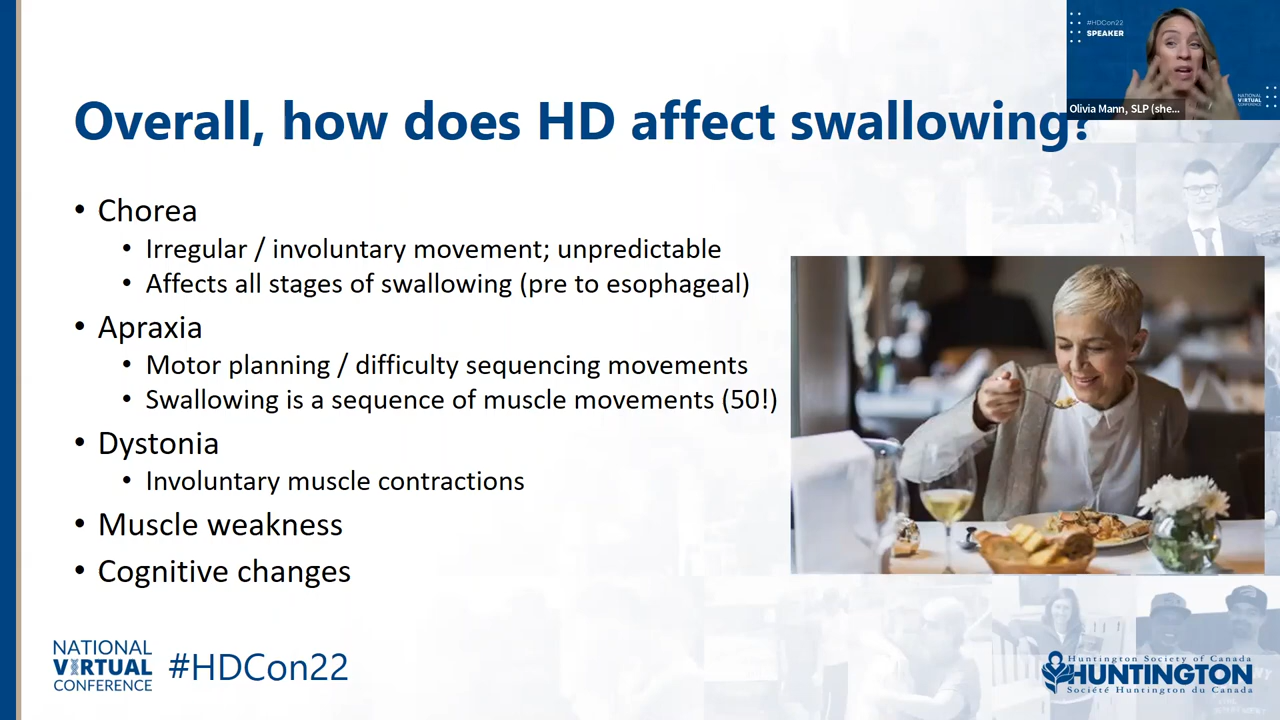 #HDCon22
SPEAKER
NATIONAL
VIRTUAL
CONFERENCE
Olivia Mann, SLP (she...
Overall, how does HD affect swallowing?
• Chorea
• Irregular / involuntary movement; unpredictable
• Affects all stages of swallowing (pre to esophageal)
• Apraxia
• Motor planning / difficulty sequencing movements
• Swallowing is a sequence of muscle movements (50!)
• Dystonia
• Involuntary muscle contractions
• Muscle weakness
• Cognitive changes
NATIONAL
VIRTUAL
CONFERENCE
#HDCon22
Huntington Society of Canada
HUNTINGTON
Société Huntington du Canada